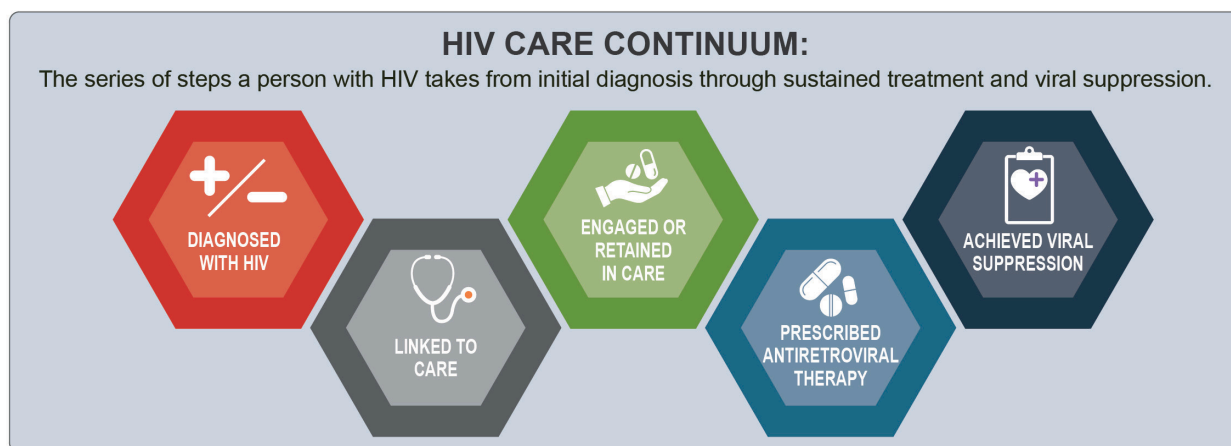 HIV CARE CONTINUUM:
The series of steps a person with HIV takes from initial diagnosis through sustained treatment and viral suppression.
DIAGNOSED
WITH HIV
LINKED TO
CARE
ENGAGED OR
RETAINED
IN CARE
PRESCRIBED
ANTIRETROVIRAL
THERAPY
ACHIEVED VIRAL
SUPPRESSION